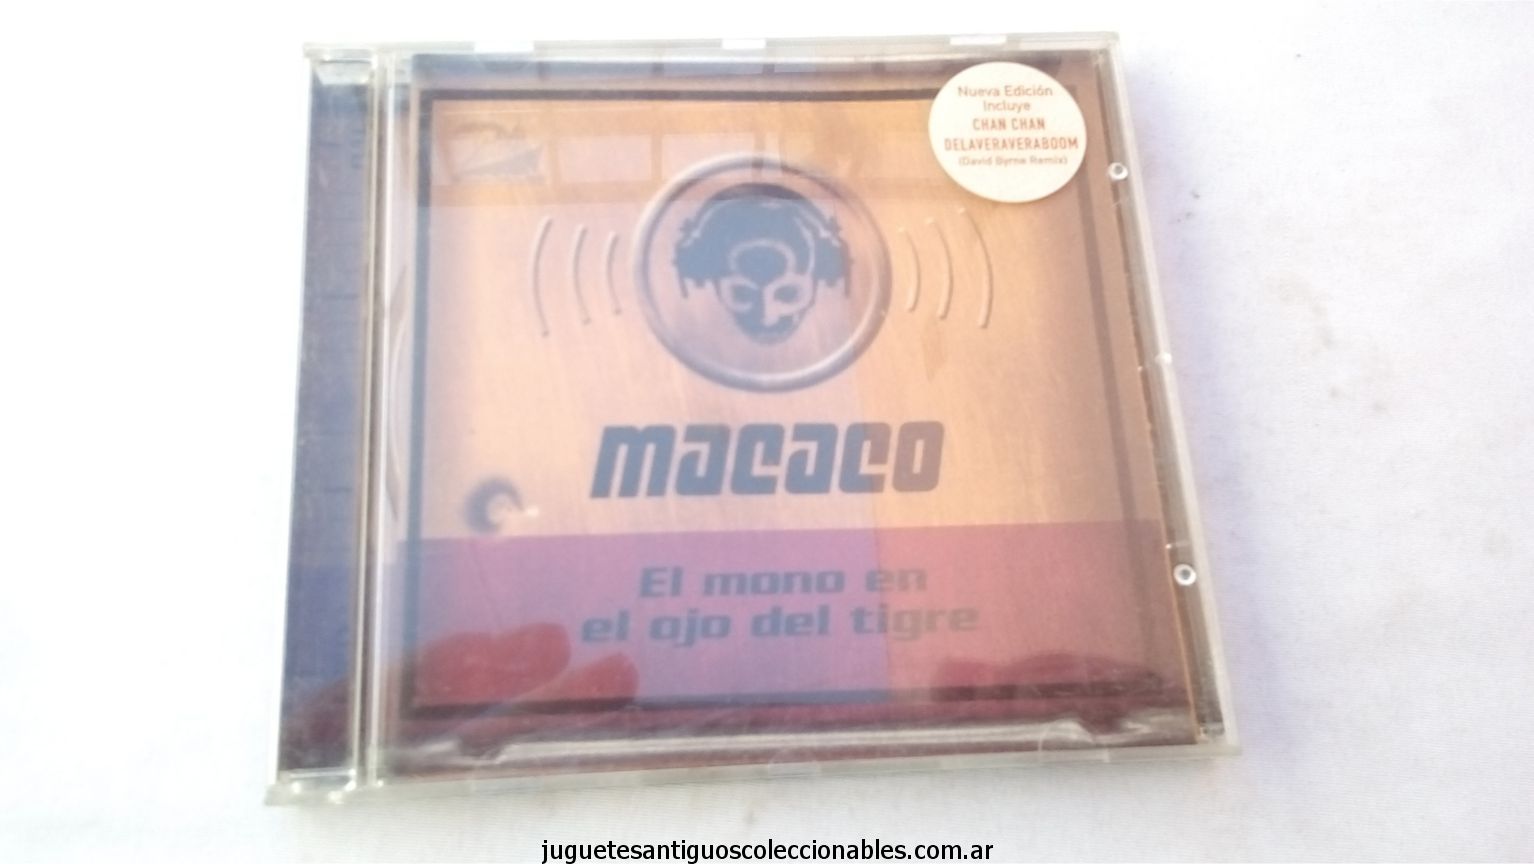 Nueva Edición
Incluye
CHAN CHAN
DELAVERAVERABOOM
(David Byrne Remix)
macaco
El mono en
el ojo del tigre
juguetesantiguoscoleccionables.com.ar